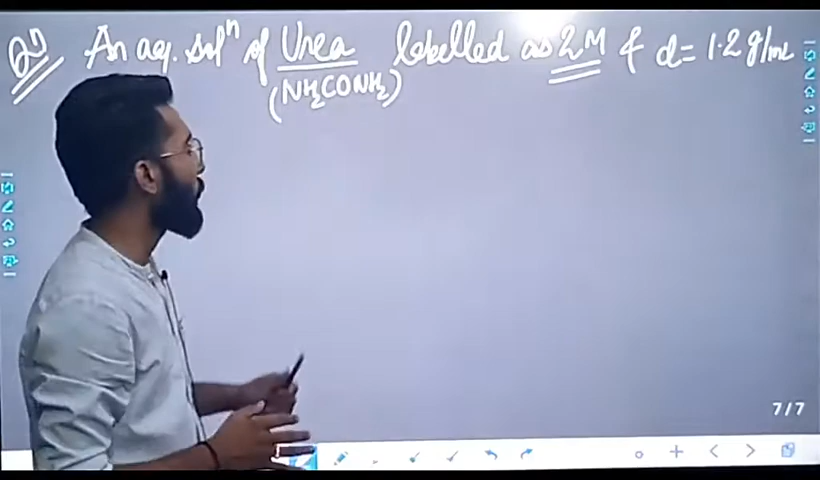 Q) An aq. solⁿ of Urea labelled as 2M & d = 1.2 g/mL
(NH₂CONH₂)
7/7